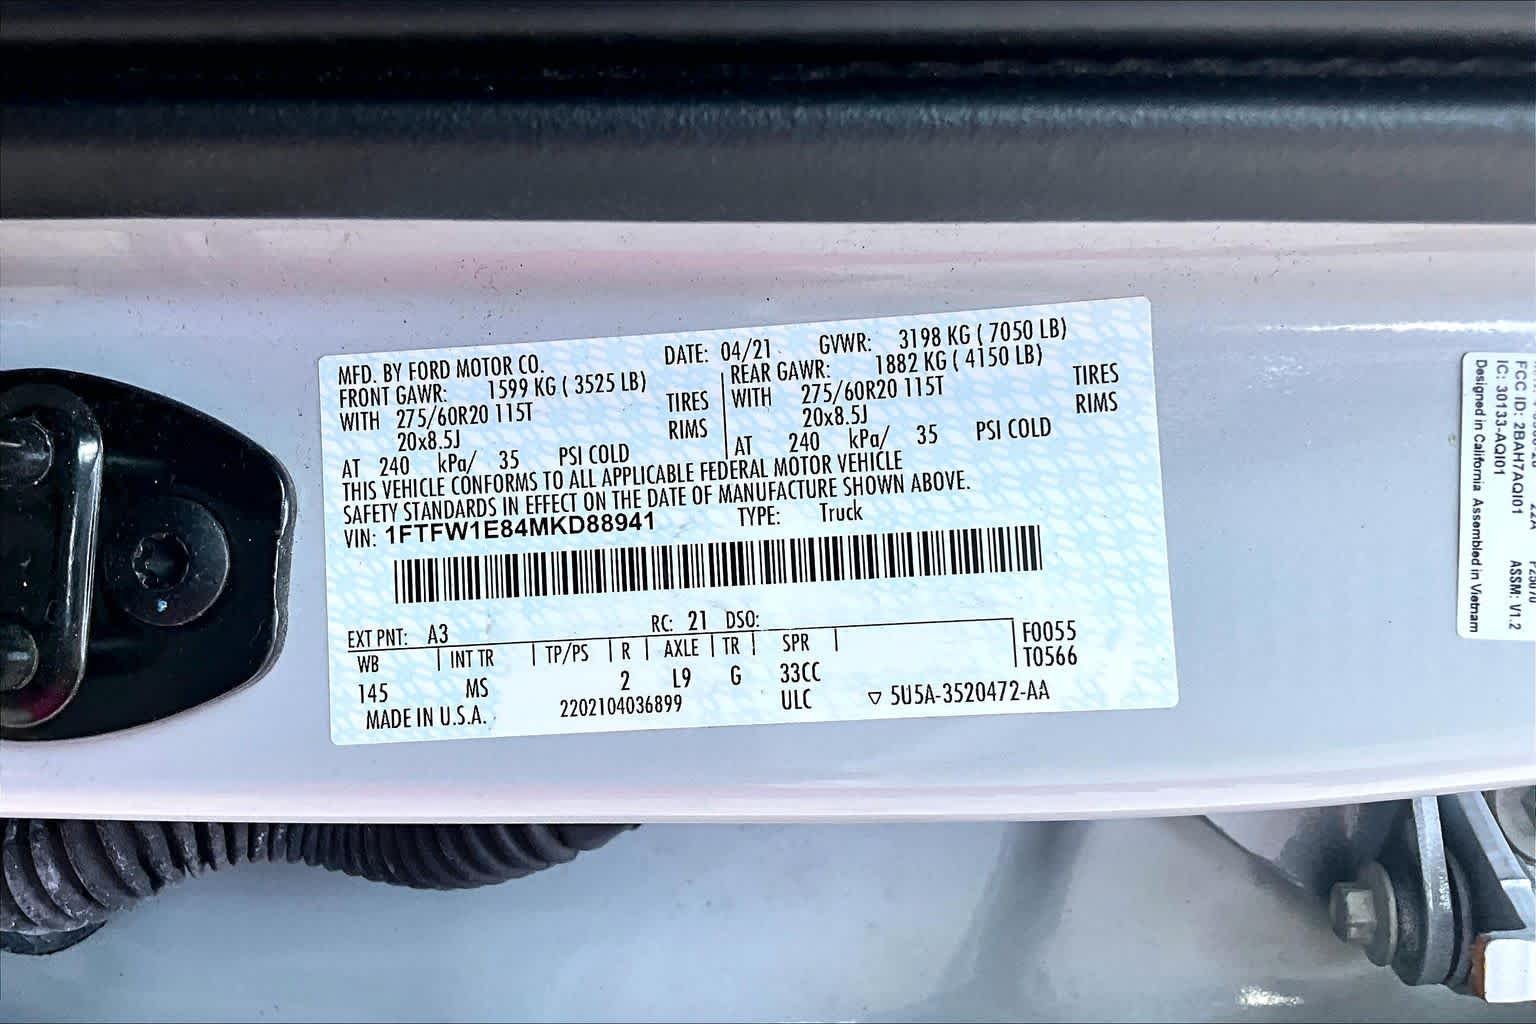 MFD. BY FORD MOTOR CO. DATE: 04/21 GVWR: 3198 KG ( 7050 LB)
FRONT GAWR: 1599 KG ( 3525 LB) REAR GAWR: 1882 KG ( 4150 LB)
WITH 275/60R20 115T TIRES WITH 275/60R20 115T TIRES
20x8.5J RIMS 20x8.5J RIMS
AT 240 kPa/ 35 PSI COLD AT 240 kPa/ 35 PSI COLD
THIS VEHICLE CONFORMS TO ALL APPLICABLE FEDERAL MOTOR VEHICLE
SAFETY STANDARDS IN EFFECT ON THE DATE OF MANUFACTURE SHOWN ABOVE.
VIN: 1FTFW1E84MKD88941 TYPE: Truck
EXT PNT: A3 RC: 21 DSO:
WB INT TR TP/PS R AXLE TR SPR F0055
145 MS 2 L9 G 33CC T0566
MADE IN U.S.A. 2202104036899 ULC ▽ 5U5A-3520472-AA
ASSM: V1.2
FCC ID: 2BAH7AQI01
IC: 30133-AQI01
Designed in California Assembled in Vietnam